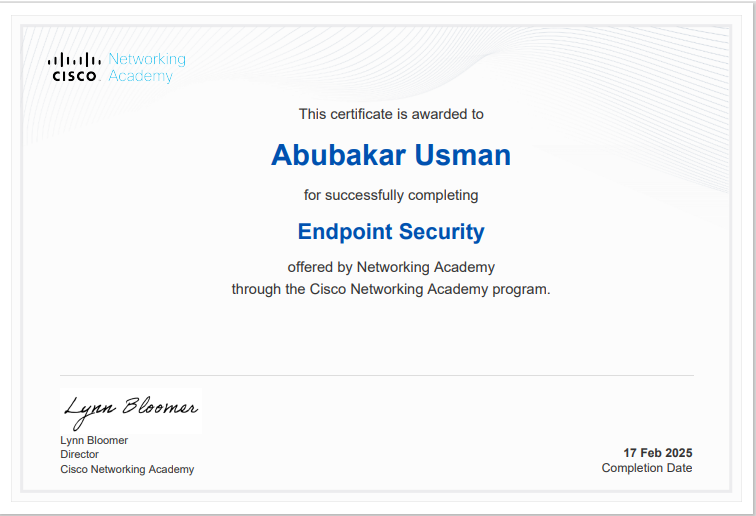 Networking
CISCO Academy
This certificate is awarded to
Abubakar Usman
for successfully completing
Endpoint Security
offered by Networking Academy
through the Cisco Networking Academy program.
Lynn Bloomer
Lynn Bloomer
Director
Cisco Networking Academy
17 Feb 2025
Completion Date